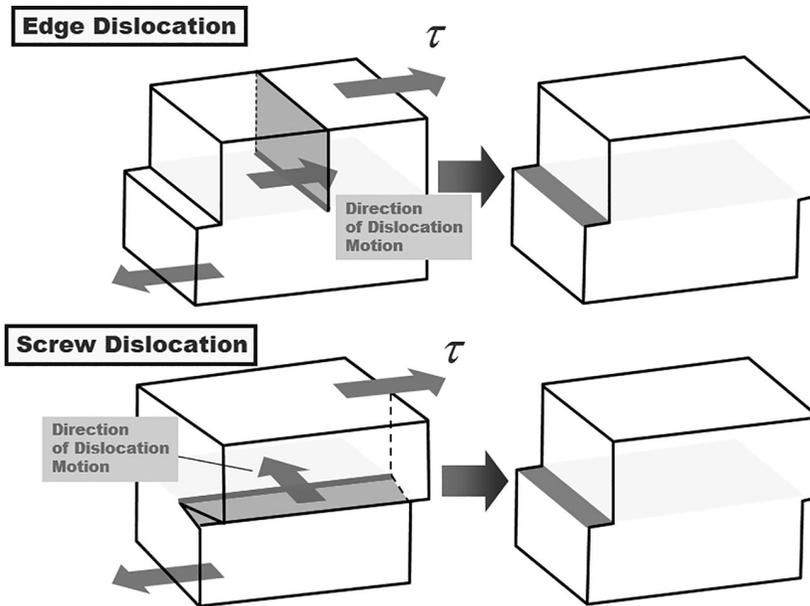 Edge Dislocation
τ
Direction
of Dislocation
Motion
Screw Dislocation
τ
Direction
of Dislocation
Motion